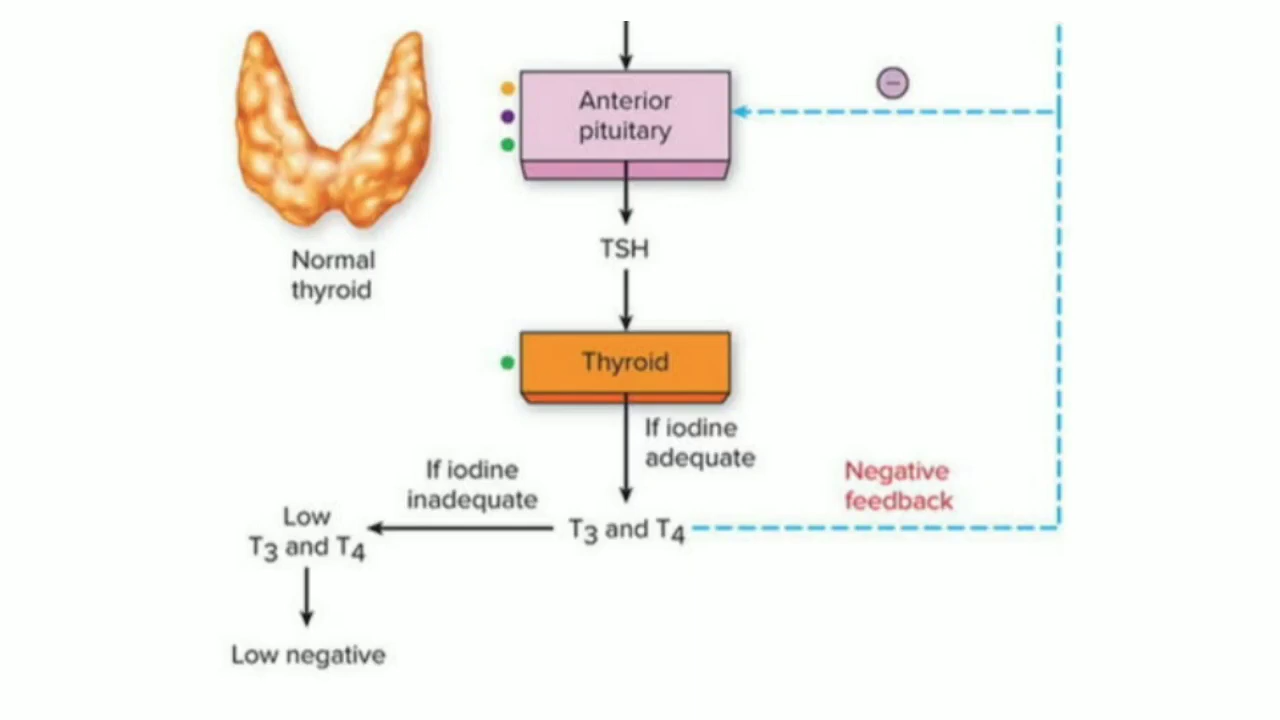 Anterior
pituitary
−
TSH
Normal
thyroid
Thyroid
If iodine
adequate
If iodine
inadequate
Negative
feedback
Low
T3 and T4
T3 and T4
Low negative